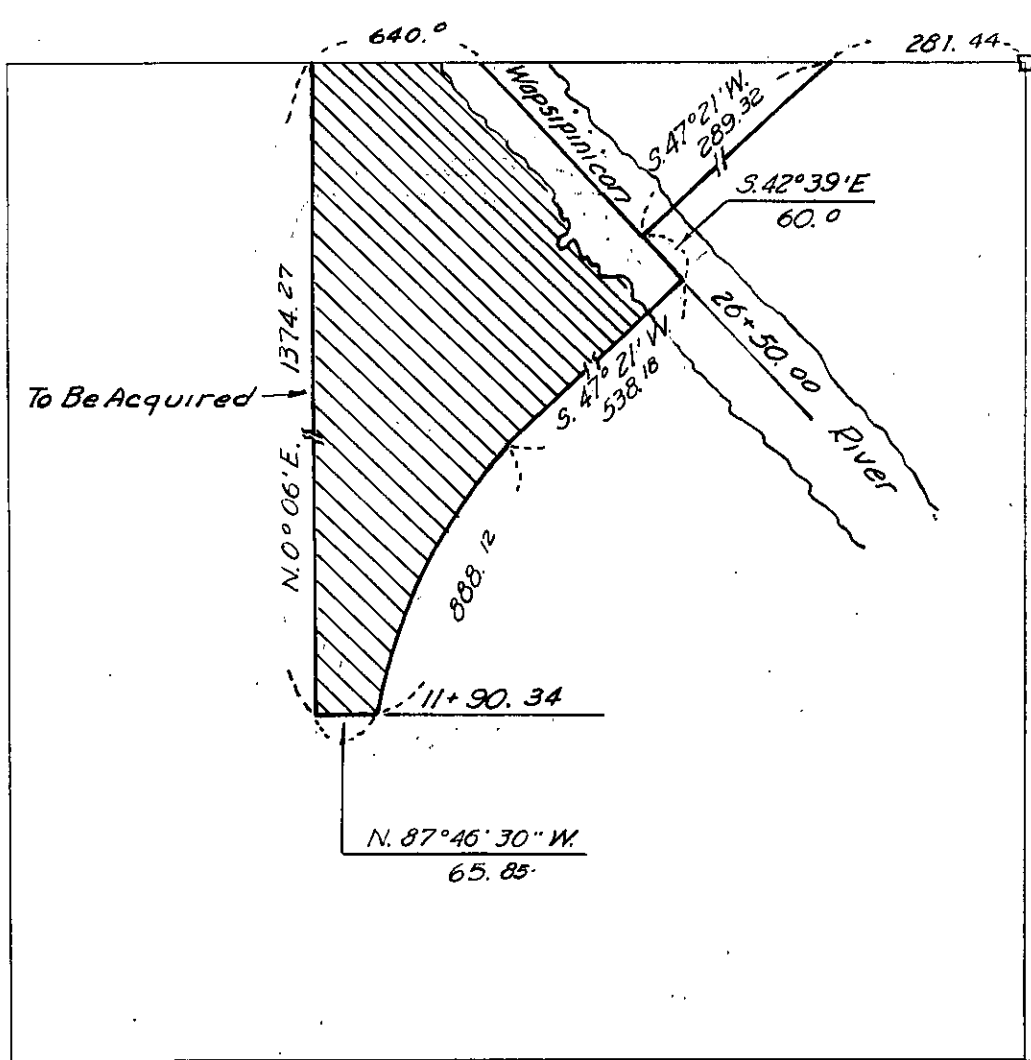 640.⁰
281.44
Wapsipinicon
S.47°21'W.
289.32
S.42°39'E
60.⁰
26+50.00
River
1374.27
N.0°06'E.
To Be Acquired
S. 47° 21' W.
538.18
888.12
11+90.34
N. 87°46'30" W.
65.85